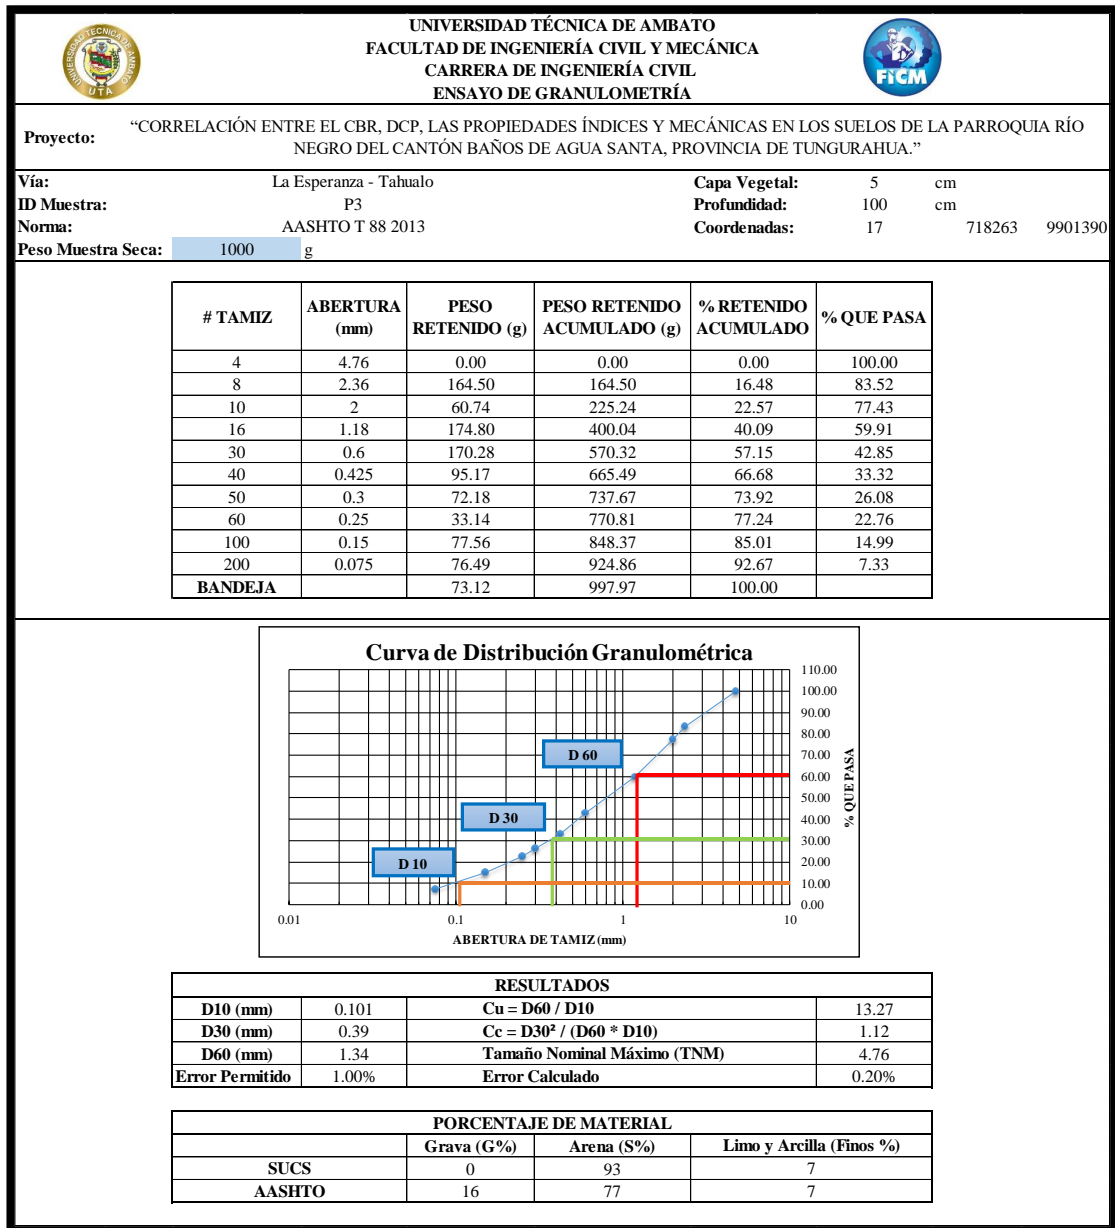 UNIVERSIDAD TÉCNICA DE AMBATO
FACULTAD DE INGENIERÍA CIVIL Y MECÁNICA
CARRERA DE INGENIERÍA CIVIL
ENSAYO DE GRANULOMETRÍA
UNIVERSIDAD TECNICA DE AMBATO
UTA
FICM
Proyecto: “CORRELACIÓN ENTRE EL CBR, DCP, LAS PROPIEDADES ÍNDICES Y MECÁNICAS EN LOS SUELOS DE LA PARROQUIA RÍO
NEGRO DEL CANTÓN BAÑOS DE AGUA SANTA, PROVINCIA DE TUNGURAHUA.”
Vía: La Esperanza - Tahualo Capa Vegetal: 5 cm
ID Muestra: P3 Profundidad: 100 cm
Norma: AASHTO T 88 2013 Coordenadas: 17 718263 9901390
Peso Muestra Seca: 1000 g
# TAMIZ ABERTURA (mm) PESO RETENIDO (g) PESO RETENIDO ACUMULADO (g) % RETENIDO ACUMULADO % QUE PASA
4 4.76 0.00 0.00 0.00 100.00
8 2.36 164.50 164.50 16.48 83.52
10 2 60.74 225.24 22.57 77.43
16 1.18 174.80 400.04 40.09 59.91
30 0.6 170.28 570.32 57.15 42.85
40 0.425 95.17 665.49 66.68 33.32
50 0.3 72.18 737.67 73.92 26.08
60 0.25 33.14 770.81 77.24 22.76
100 0.15 77.56 848.37 85.01 14.99
200 0.075 76.49 924.86 92.67 7.33
BANDEJA 73.12 997.97 100.00
Curva de Distribución Granulométrica
110.00
100.00
90.00
80.00
70.00
60.00
50.00
40.00
30.00
20.00
10.00
0.00
% QUE PASA
D 60
D 30
D 10
0.01 0.1 1 10
ABERTURA DE TAMIZ (mm)
RESULTADOS
D10 (mm) 0.101 Cu = D60 / D10 13.27
D30 (mm) 0.39 Cc = D30² / (D60 * D10) 1.12
D60 (mm) 1.34 Tamaño Nominal Máximo (TNM) 4.76
Error Permitido 1.00% Error Calculado 0.20%
PORCENTAJE DE MATERIAL
Grava (G%) Arena (S%) Limo y Arcilla (Finos %)
SUCS 0 93 7
AASHTO 16 77 7